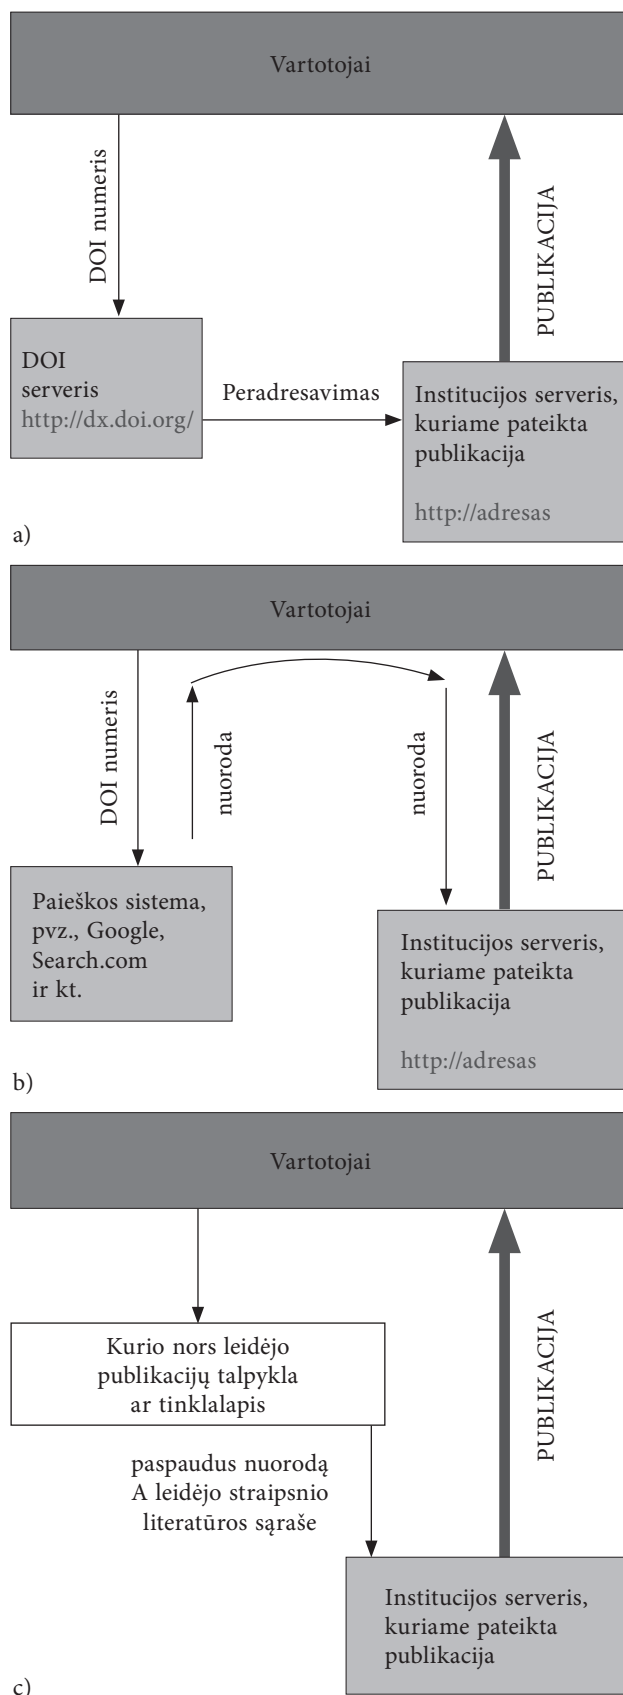 Vartotojai
DOI numeris
PUBLIKACIJA
DOI
serveris
http://dx.doi.org/
Peradresavimas
Institucijos serveris,
kuriame pateikta
publikacija
http://adresas
a)
Vartotojai
DOI numeris
nuoroda
nuoroda
PUBLIKACIJA
Paieškos sistema,
pvz., Google,
Search.com
ir kt.
Institucijos serveris,
kuriame pateikta
publikacija
http://adresas
b)
Vartotojai
Kurio nors leidėjo
publikacijų talpykla
ar tinklalapis
PUBLIKACIJA
paspaudus nuorodą
A leidėjo straipsnio
literatūros sąraše
Institucijos serveris,
kuriame pateikta
publikacija
c)